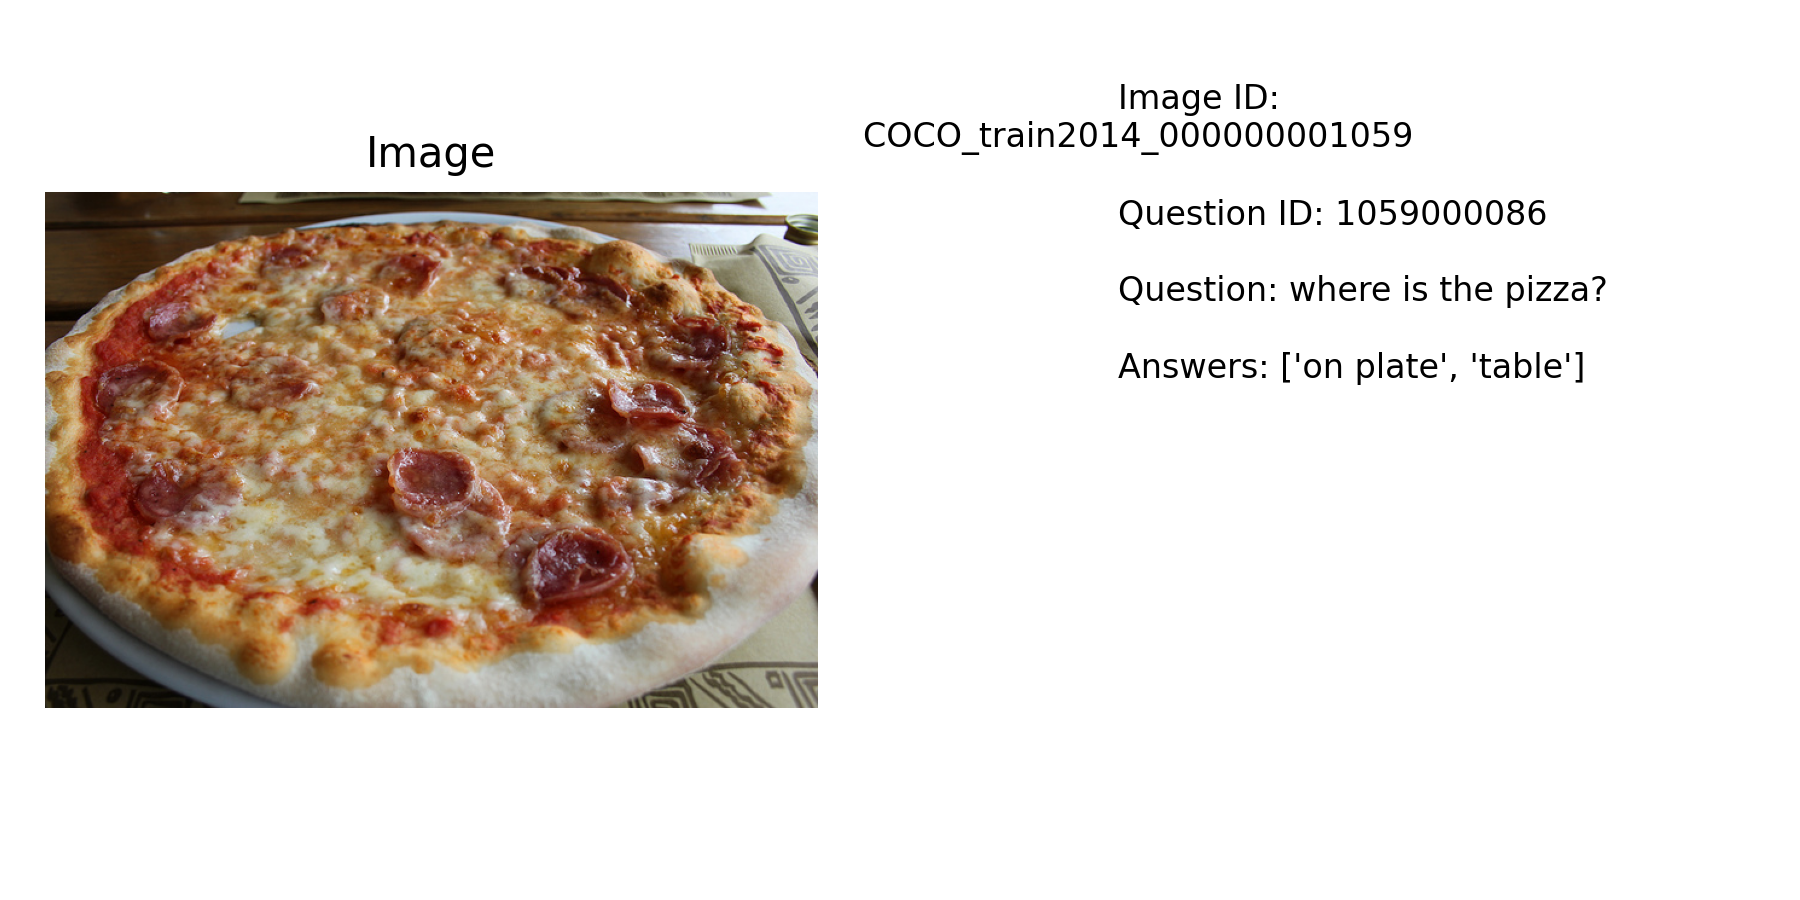 Image
Image ID:
COCO_train2014_000000001059
Question ID: 1059000086
Question: where is the pizza?
Answers: ['on plate', 'table']